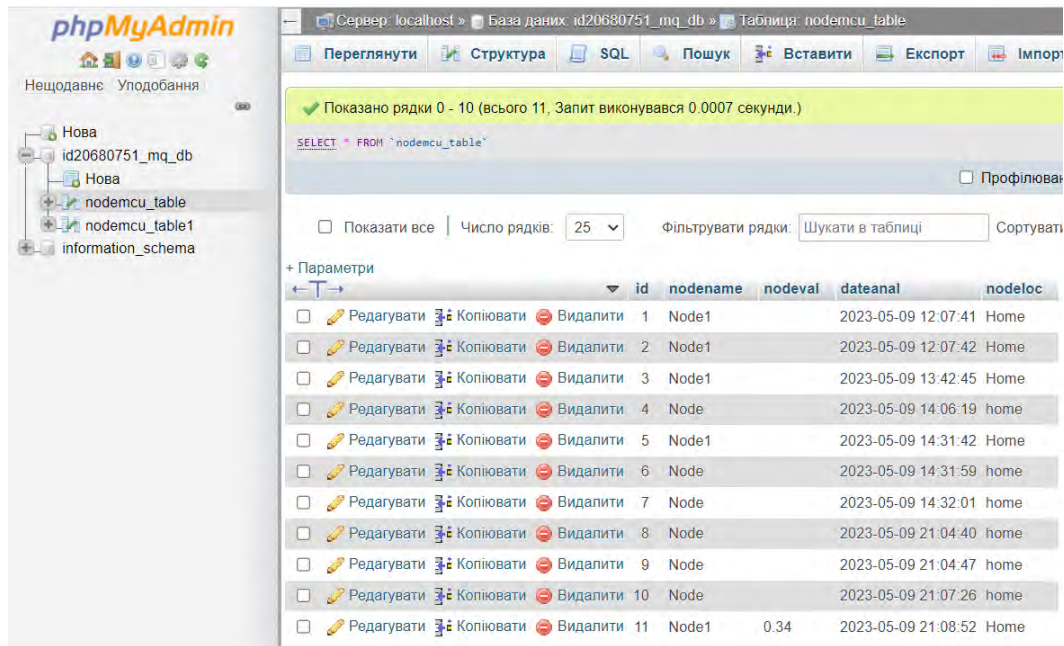 phpMyAdmin
Нещодавнє Уподобання
Нова
id20680751_mq_db
Нова
nodemcu_table
nodemcu_table1
information_schema
Сервер: localhost » База даних: id20680751_mq_db » Таблиця: nodemcu_table
Переглянути Структура SQL Пошук Вставити Експорт Імпорт
Показано рядки 0 - 10 (всього 11, Запит виконувався 0.0007 секунди.)
SELECT * FROM `nodemcu_table`
Профілюван
Показати все Число рядків: 25 Фільтрувати рядки: Шукати в таблиці Сортувати
+ Параметри
←T→ id nodename nodeval dateanal nodeloc
Редагувати Копіювати Видалити 1 Node1 2023-05-09 12:07:41 Home
Редагувати Копіювати Видалити 2 Node1 2023-05-09 12:07:42 Home
Редагувати Копіювати Видалити 3 Node1 2023-05-09 13:42:45 Home
Редагувати Копіювати Видалити 4 Node 2023-05-09 14:06:19 home
Редагувати Копіювати Видалити 5 Node1 2023-05-09 14:31:42 Home
Редагувати Копіювати Видалити 6 Node 2023-05-09 14:31:59 home
Редагувати Копіювати Видалити 7 Node 2023-05-09 14:32:01 home
Редагувати Копіювати Видалити 8 Node 2023-05-09 21:04:40 home
Редагувати Копіювати Видалити 9 Node 2023-05-09 21:04:47 home
Редагувати Копіювати Видалити 10 Node 2023-05-09 21:07:26 home
Редагувати Копіювати Видалити 11 Node1 0.34 2023-05-09 21:08:52 Home